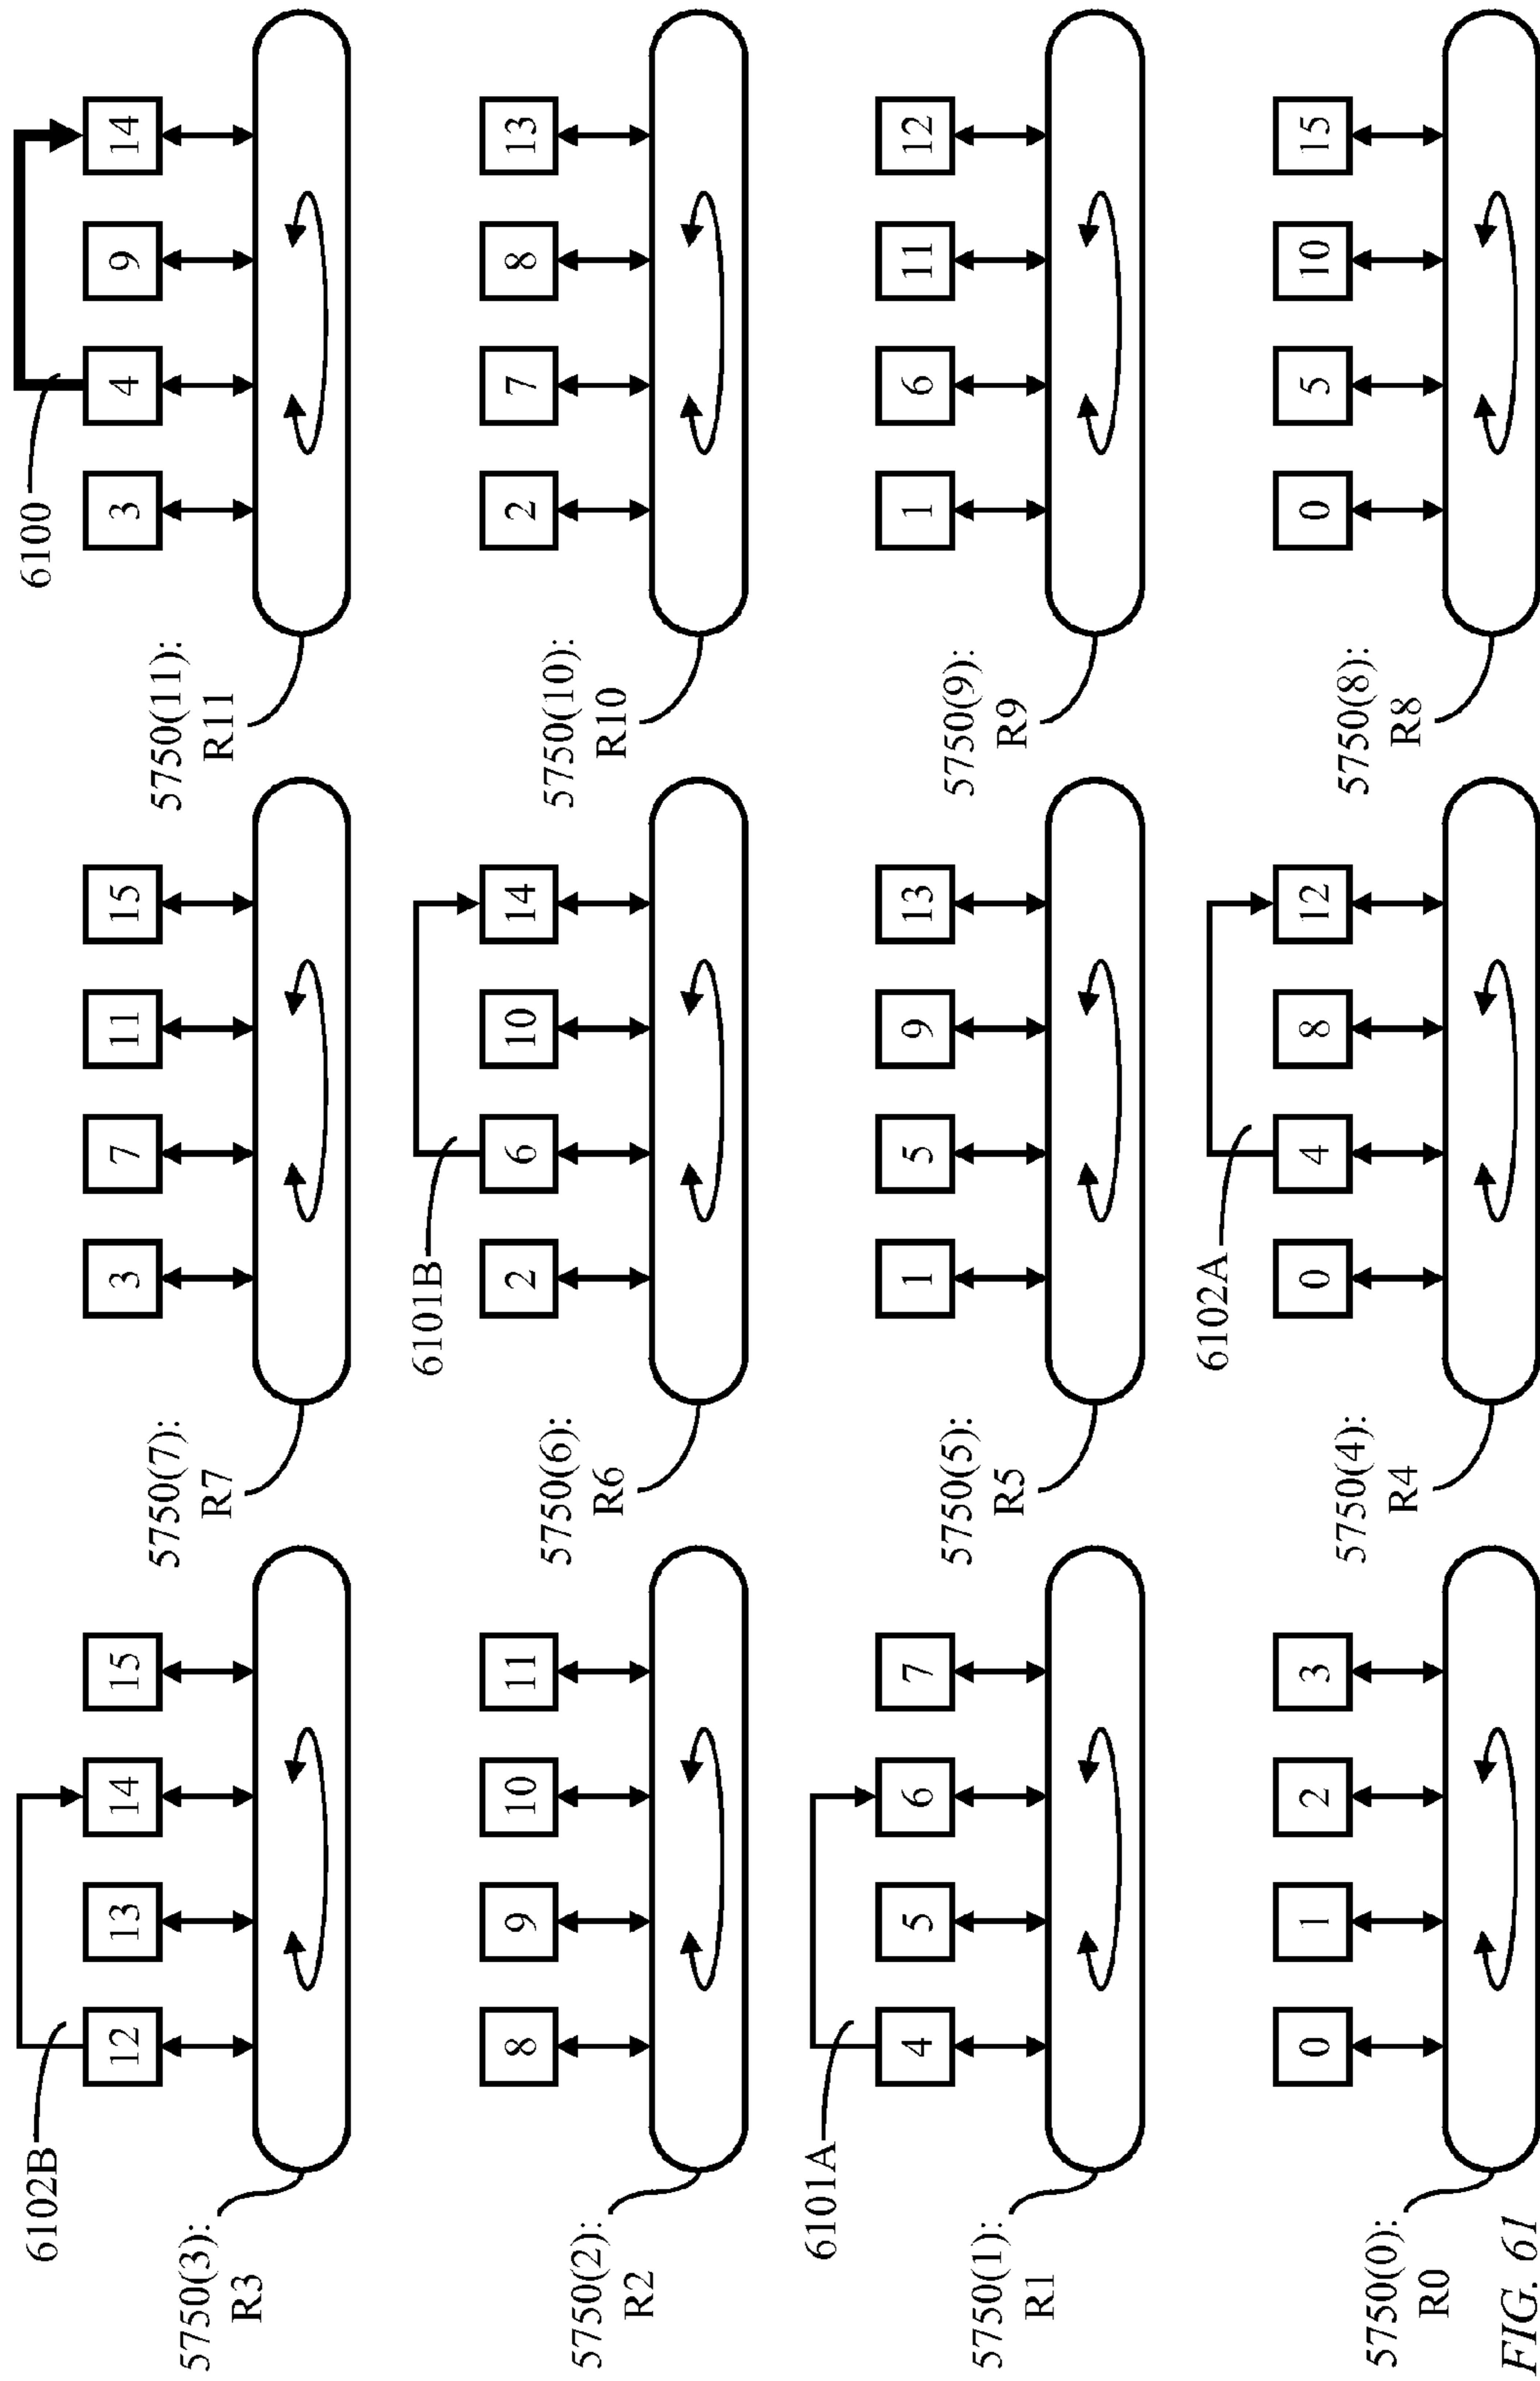 6102B
6100
12 13 14 15
3 7 11 15
3 4 9 14
5750(3):
R3
5750(7):
R7
5750(11):
R11
6101B
8 9 10 11
2 6 10 14
2 7 8 13
5750(2):
R2
5750(6):
R6
5750(10):
R10
6101A
4 5 6 7
1 5 9 13
1 6 11 12
5750(1):
R1
5750(5):
R5
5750(9):
R9
6102A
0 1 2 3
0 4 8 12
0 5 10 15
5750(0):
R0
5750(4):
R4
5750(8):
R8
FIG. 61